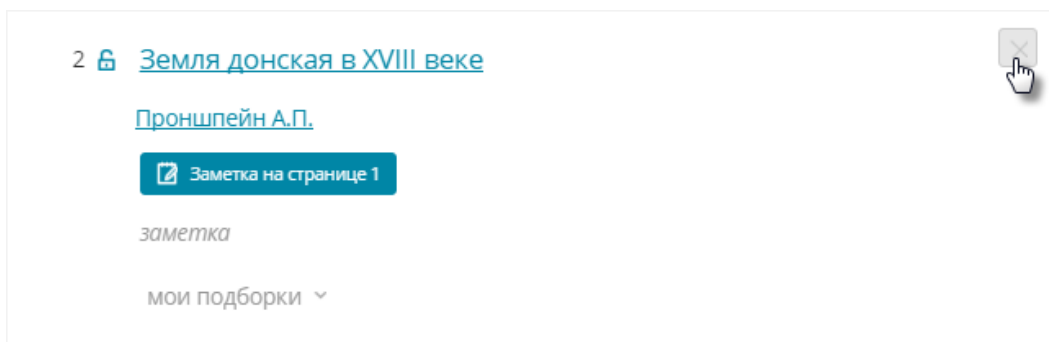 2 Земля донская в XVIII веке
Проншпейн А.П.
Заметка на странице 1
заметка
мои подборки